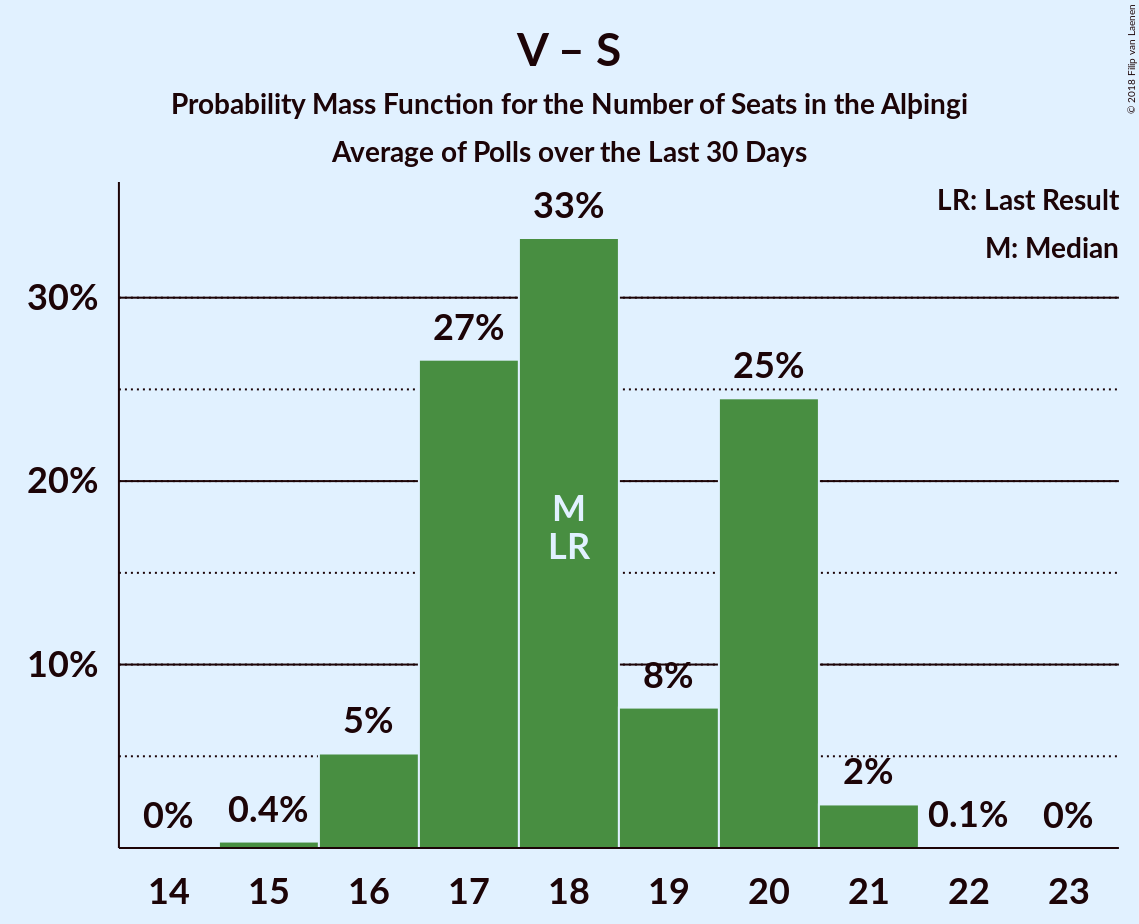 V – S
Probability Mass Function for the Number of Seats in the Alþingi
Average of Polls over the Last 30 Days
© 2018 Filip van Laenen
LR: Last Result
M: Median
30%
20%
10%
0%
0.4%
5%
27%
33%
8%
25%
2%
0.1%
0%
M
LR
14 15 16 17 18 19 20 21 22 23